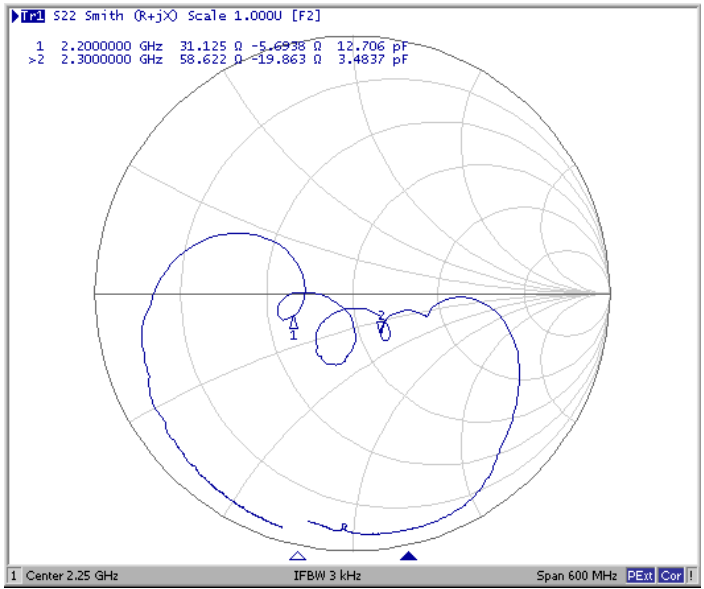 Tr1 S22 Smith (R+jX) Scale 1.000U [F2]
1 2.2000000 GHz 31.125 Ω -5.6938 Ω 12.706 pF
>2 2.3000000 GHz 58.622 Ω -19.863 Ω 3.4837 pF
2
1
R
1 Center 2.25 GHz IFBW 3 kHz Span 600 MHz PExt Cor !